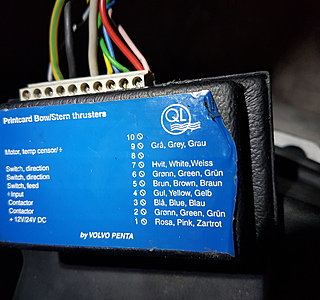 Printcard Bow/Stern thrusters
QL
10
9 Grå, Grey, Grau
Motor, temp censor/+ 8
7 Hvit, White,Weiss
Switch, direction 6 Grønn, Green, Grûn
Switch, direction 5 Brun, Brown, Braun
Switch, feed 4 Gul, Yellow, Gelb
+Input 3 Blå, Blue, Blau
Contactor 2 Grønn, Green, Grûn
Contactor 1 Rosa, Pink, Zartrot
+ 12V/24V DC
by VOLVO PENTA